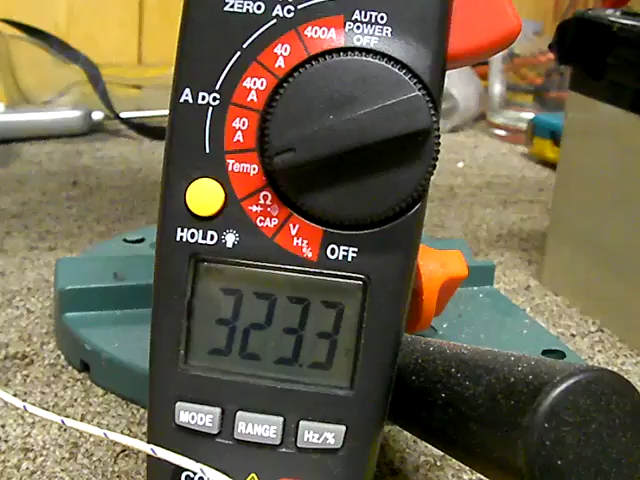 ZERO AC
AUTO
POWER
OFF
400A
40
A
400
A
A DC
40
A
Temp
Ω
CAP
V
Hz
%
HOLD
OFF
323.3
MODE
RANGE
Hz/%